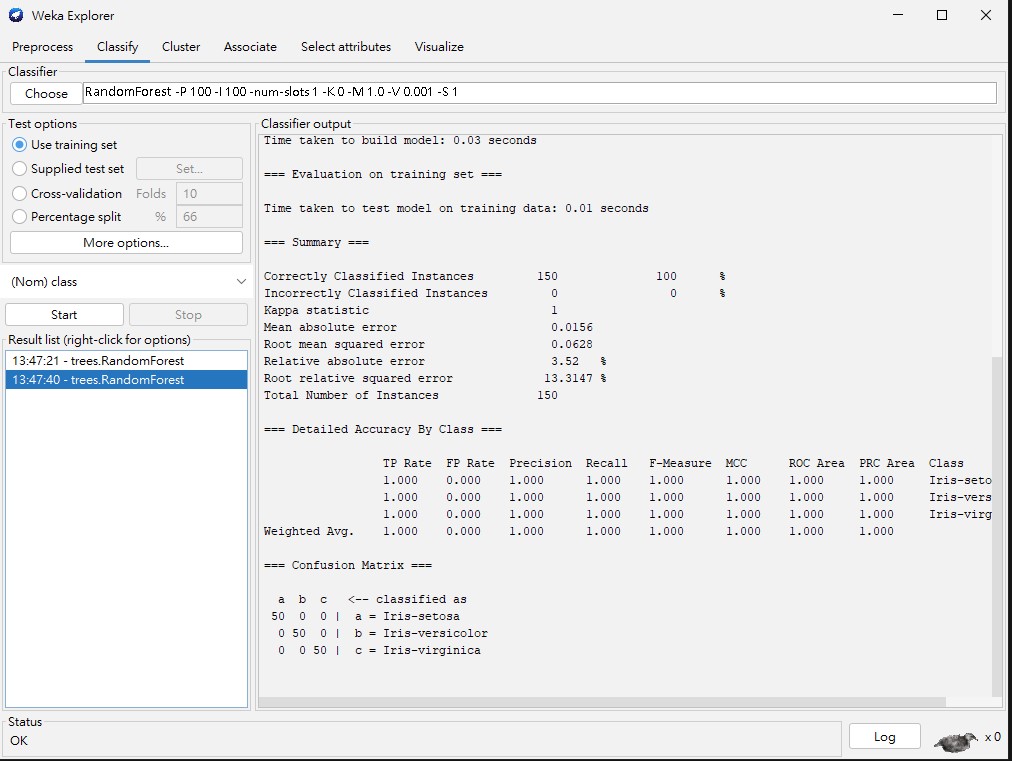 Weka Explorer
Preprocess Classify Cluster Associate Select attributes Visualize
Classifier
Choose RandomForest -P 100 -I 100 -num-slots 1 -K 0 -M 1.0 -V 0.001 -S 1
Test options
Use training set
Supplied test set Set...
Cross-validation Folds 10
Percentage split % 66
More options...
(Nom) class
Start Stop
Result list (right-click for options)
13:47:21 - trees.RandomForest
13:47:40 - trees.RandomForest
Classifier output
Time taken to build model: 0.03 seconds
=== Evaluation on training set ===
Time taken to test model on training data: 0.01 seconds
=== Summary ===
Correctly Classified Instances 150 100 %
Incorrectly Classified Instances 0 0 %
Kappa statistic 1
Mean absolute error 0.0156
Root mean squared error 0.0628
Relative absolute error 3.52 %
Root relative squared error 13.3147 %
Total Number of Instances 150
=== Detailed Accuracy By Class ===
TP Rate FP Rate Precision Recall F-Measure MCC ROC Area PRC Area Class
1.000 0.000 1.000 1.000 1.000 1.000 1.000 1.000 Iris-seto
1.000 0.000 1.000 1.000 1.000 1.000 1.000 1.000 Iris-vers
1.000 0.000 1.000 1.000 1.000 1.000 1.000 1.000 Iris-virg
Weighted Avg. 1.000 0.000 1.000 1.000 1.000 1.000 1.000 1.000
=== Confusion Matrix ===
a b c <-- classified as
50 0 0 | a = Iris-setosa
0 50 0 | b = Iris-versicolor
0 0 50 | c = Iris-virginica
Status
OK
Log x 0